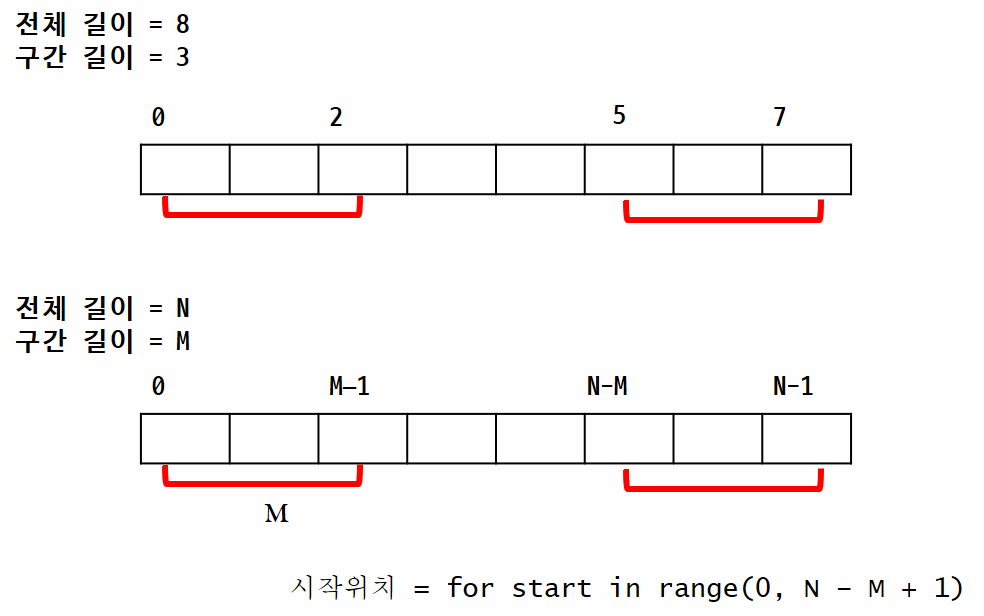 전체 길이 = 8
구간 길이 = 3
0 2 5 7
전체 길이 = N
구간 길이 = M
0 M–1 N-M N-1
M
시작위치 = for start in range(0, N - M + 1)